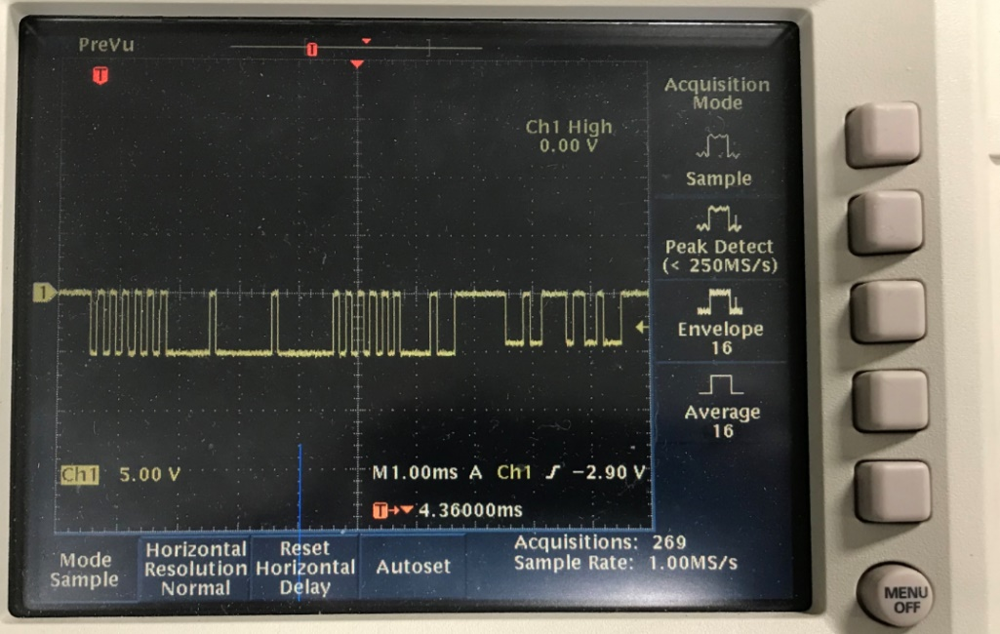 PreVu
T
T
Acquisition
Mode
Ch1 High
0.00 V
Sample
Peak Detect
(< 250MS/s)
1
Envelope
16
Average
16
Ch1 5.00 V
M1.00ms A Ch1 ƒ −2.90 V
T→▼ 4.36000ms
Mode
Sample
Horizontal
Resolution
Normal
Reset
Horizontal
Delay
Autoset
Acquisitions: 269
Sample Rate: 1.00MS/s
MENU
OFF